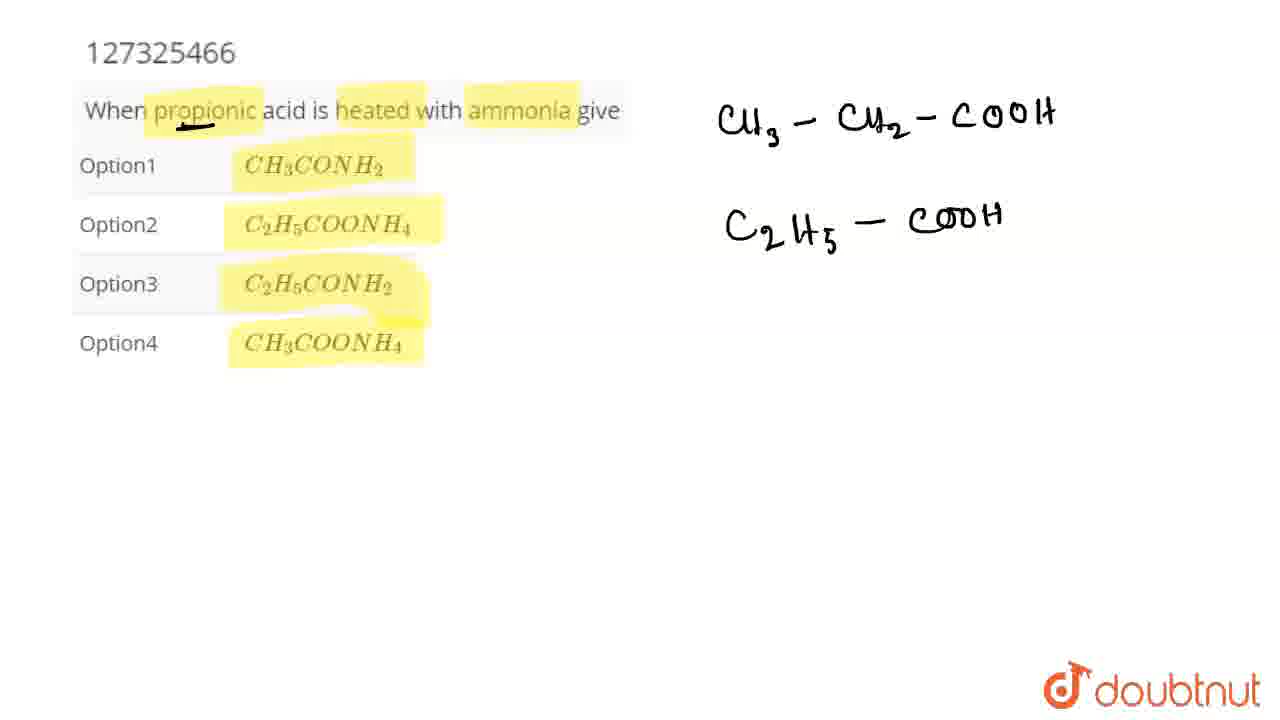 127325466
When propionic acid is heated with ammonia give
Option1 CH₃CONH₂
Option2 C₂H₅COONH₄
Option3 C₂H₅CONH₂
Option4 CH₃COONH₄
CH₃ – CH₂ – COOH
C₂H₅ – COOH
doubtnut